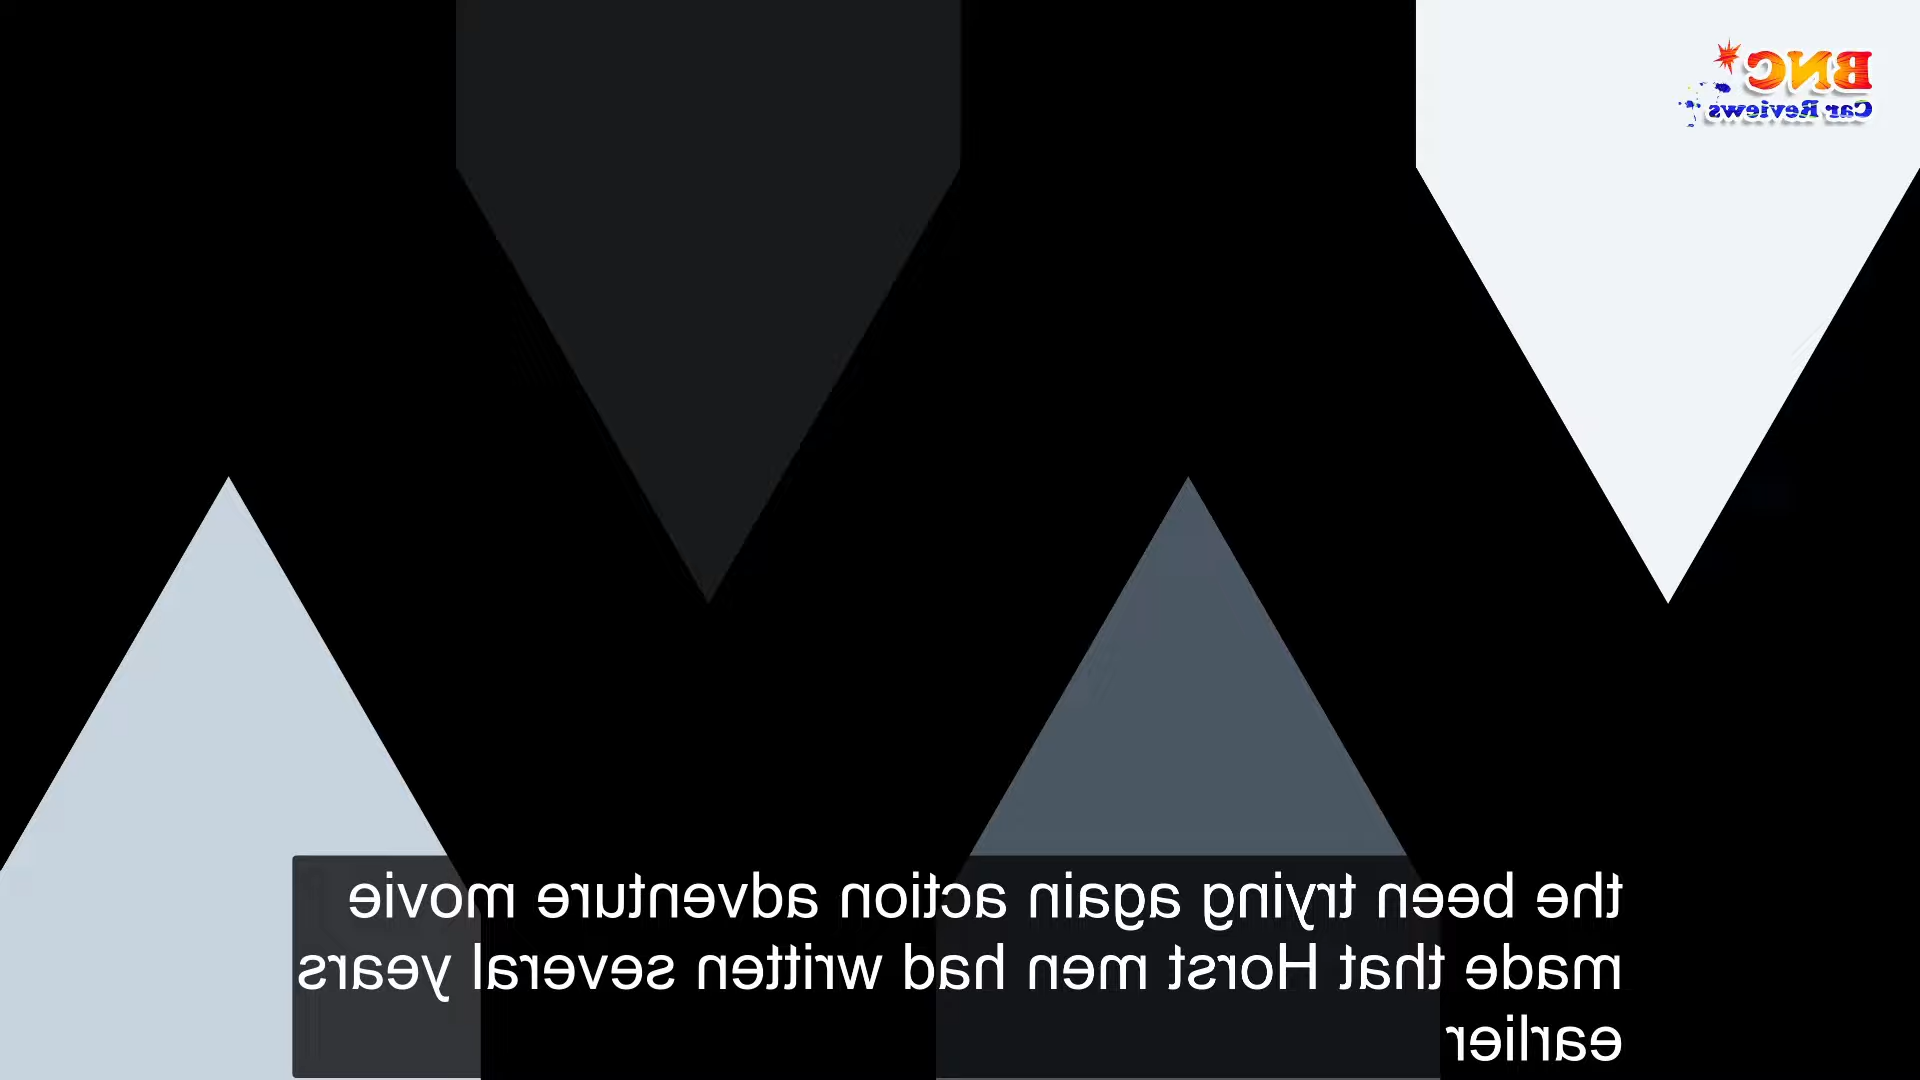 BNC
Car Reviews
the been trying again action adventure movie
made that Horst men had written several years
earlier